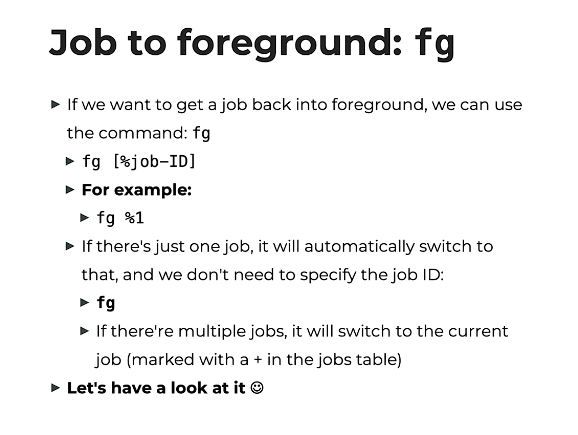 Job to foreground: fg
► If we want to get a job back into foreground, we can use
the command: fg
► fg [%job-ID]
► For example:
► fg %1
► If there's just one job, it will automatically switch to
that, and we don't need to specify the job ID:
► fg
► If there're multiple jobs, it will switch to the current
job (marked with a + in the jobs table)
► Let's have a look at it ☺